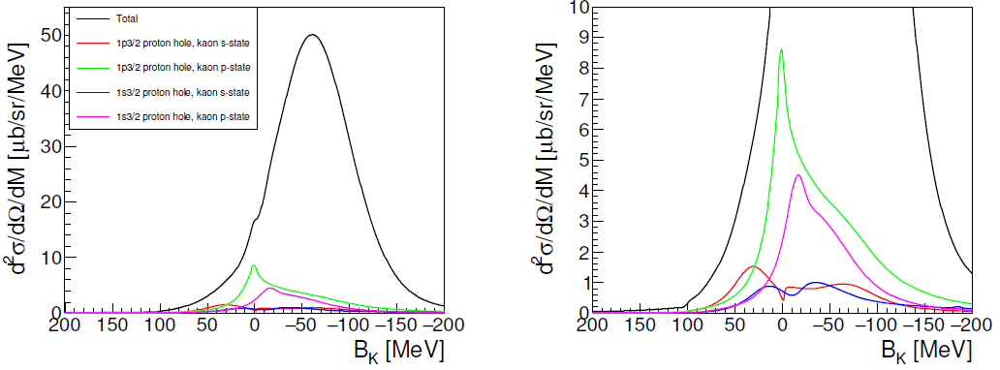 50
40
30
20
10
0
d²σ/dΩ/dM [μb/sr/MeV]
Total
1p3/2 proton hole, kaon s-state
1p3/2 proton hole, kaon p-state
1s3/2 proton hole, kaon s-state
1s3/2 proton hole, kaon p-state
200 150 100 50 0 −50 −100 −150 −200
B_K [MeV]
10
9
8
7
6
5
4
3
2
1
0
d²σ/dΩ/dM [μb/sr/MeV]
200 150 100 50 0 −50 −100 −150 −200
B_K [MeV]